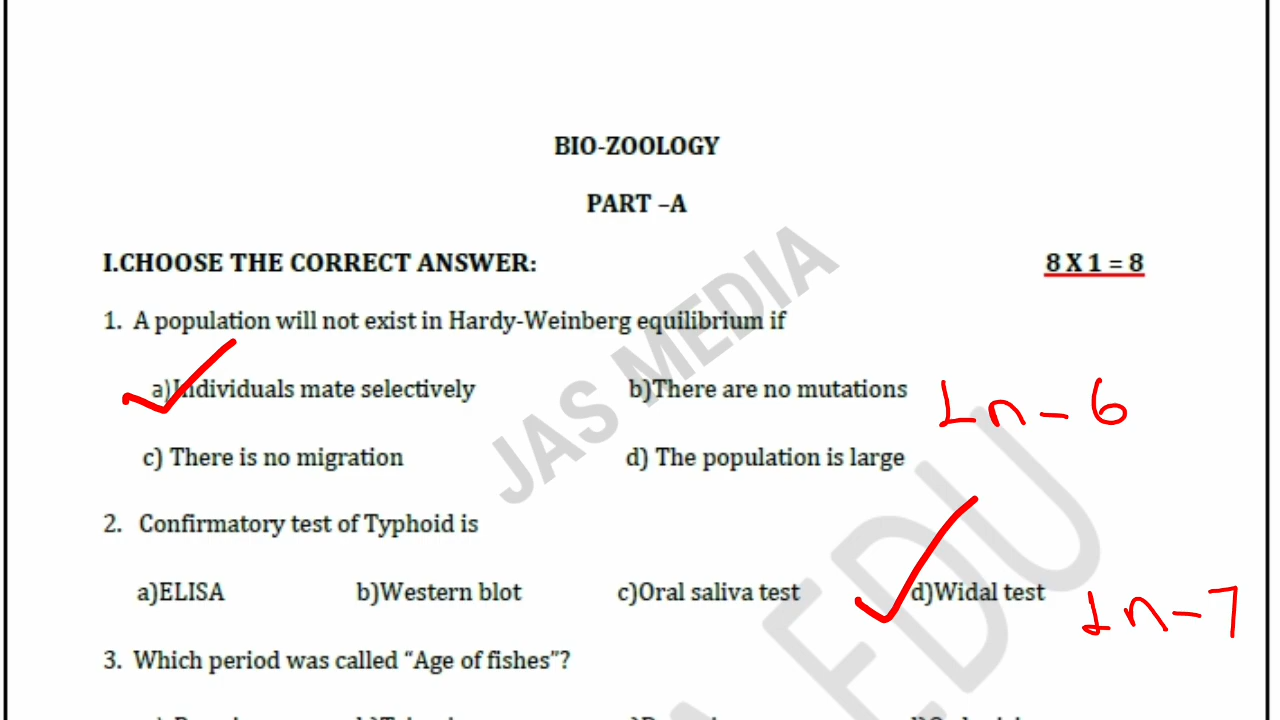 BIO-ZOOLOGY
PART –A
I.CHOOSE THE CORRECT ANSWER: 8 X 1 = 8
1. A population will not exist in Hardy-Weinberg equilibrium if
a)Individuals mate selectively b)There are no mutations Ln – 6
c) There is no migration d) The population is large
2. Confirmatory test of Typhoid is
a)ELISA b)Western blot c)Oral saliva test d)Widal test Ln – 7
3. Which period was called “Age of fishes”?
JAS MEDIA
EDU